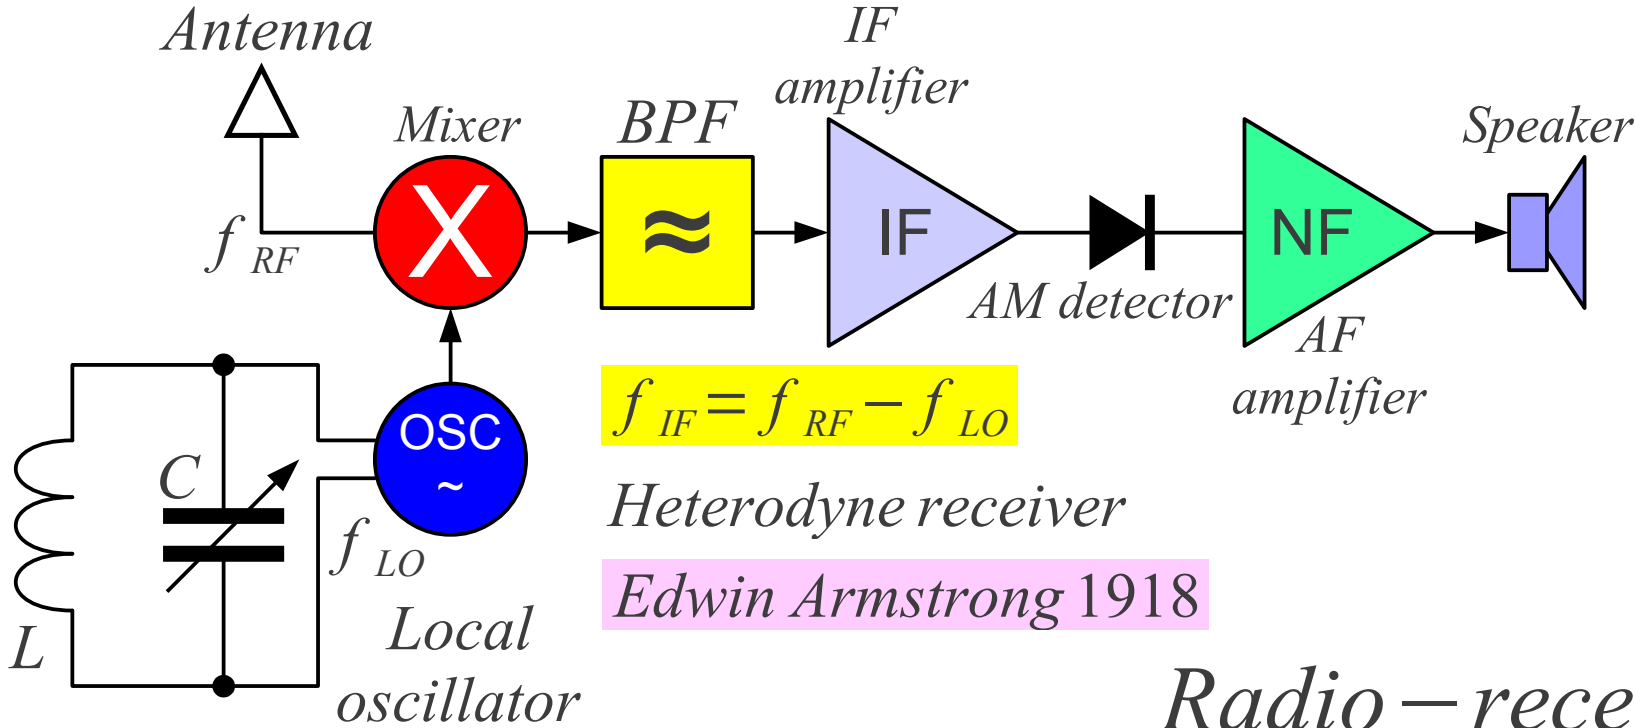 Antenna
IF
amplifier
Mixer
BPF
Speaker
X
≈
IF
NF
f RF
AM detector
AF
amplifier
OSC
~
f IF = f RF − f LO
C
Heterodyne receiver
f LO
Edwin Armstrong 1918
L
Local
oscillator
Radio − rece